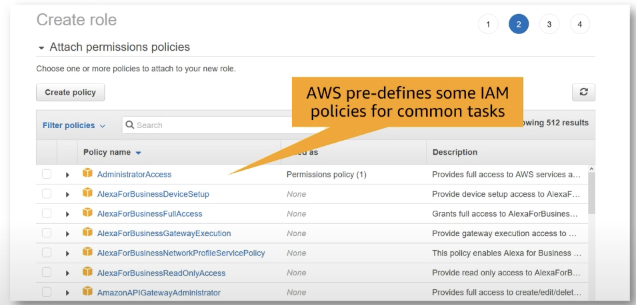 Create role
1 2 3 4
Attach permissions policies
Choose one or more policies to attach to your new role.
Create policy
AWS pre-defines some IAM
policies for common tasks
Filter policies
Search
owing 512 results
Policy name
ed as
Description
AdministratorAccess
Permissions policy (1)
Provides full access to AWS services a...
AlexaForBusinessDeviceSetup
None
Provide device setup access to AlexaF...
AlexaForBusinessFullAccess
None
Grants full access to AlexaForBusines...
AlexaForBusinessGatewayExecution
None
Provide gateway execution access to ...
AlexaForBusinessNetworkProfileServicePolicy
None
This policy enables Alexa for Business ...
AlexaForBusinessReadOnlyAccess
None
Provide read only access to AlexaForB...
AmazonAPIGatewayAdministrator
None
Provides full access to create/edit/delet...